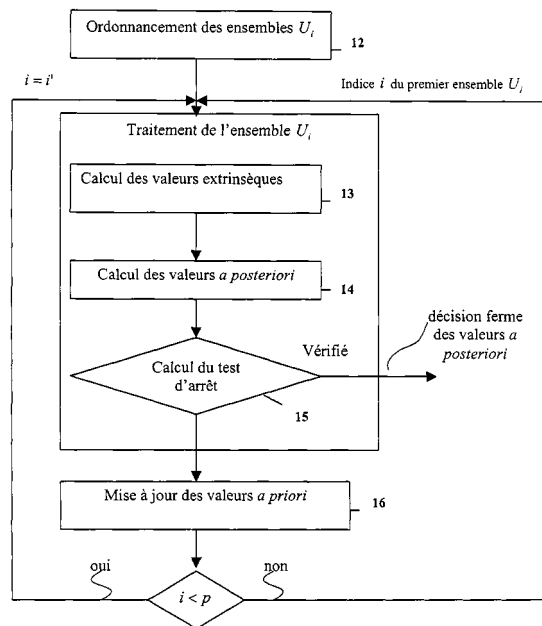 Ordonnancement des ensembles U_i
12
i = i'
Indice i du premier ensemble U_i
Traitement de l'ensemble U_i
Calcul des valeurs extrinsèques
13
Calcul des valeurs a posteriori
14
décision ferme
des valeurs a
posteriori
Vérifié
Calcul du test
d'arrêt
15
Mise à jour des valeurs a priori
16
oui
non
i < p